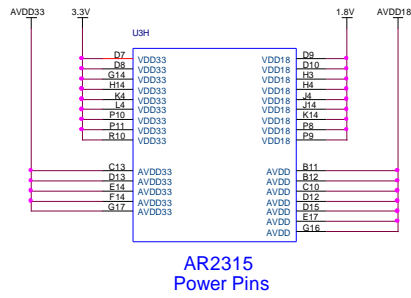 AVDD33 3.3V 1.8V AVDD18
U3H
D7 VDD33 VDD18 D9
D8 VDD33 VDD18 D10
G14 VDD33 VDD18 H3
H14 VDD33 VDD18 H4
K4 VDD33 VDD18 J4
L4 VDD33 VDD18 J14
P10 VDD33 VDD18 K14
P11 VDD33 VDD18 P8
R10 VDD33 VDD18 P9
C13 AVDD33 AVDD B11
D13 AVDD33 AVDD B12
E14 AVDD33 AVDD C10
F14 AVDD33 AVDD D12
G17 AVDD33 AVDD D15
AVDD E17
AVDD G16
AR2315
Power Pins